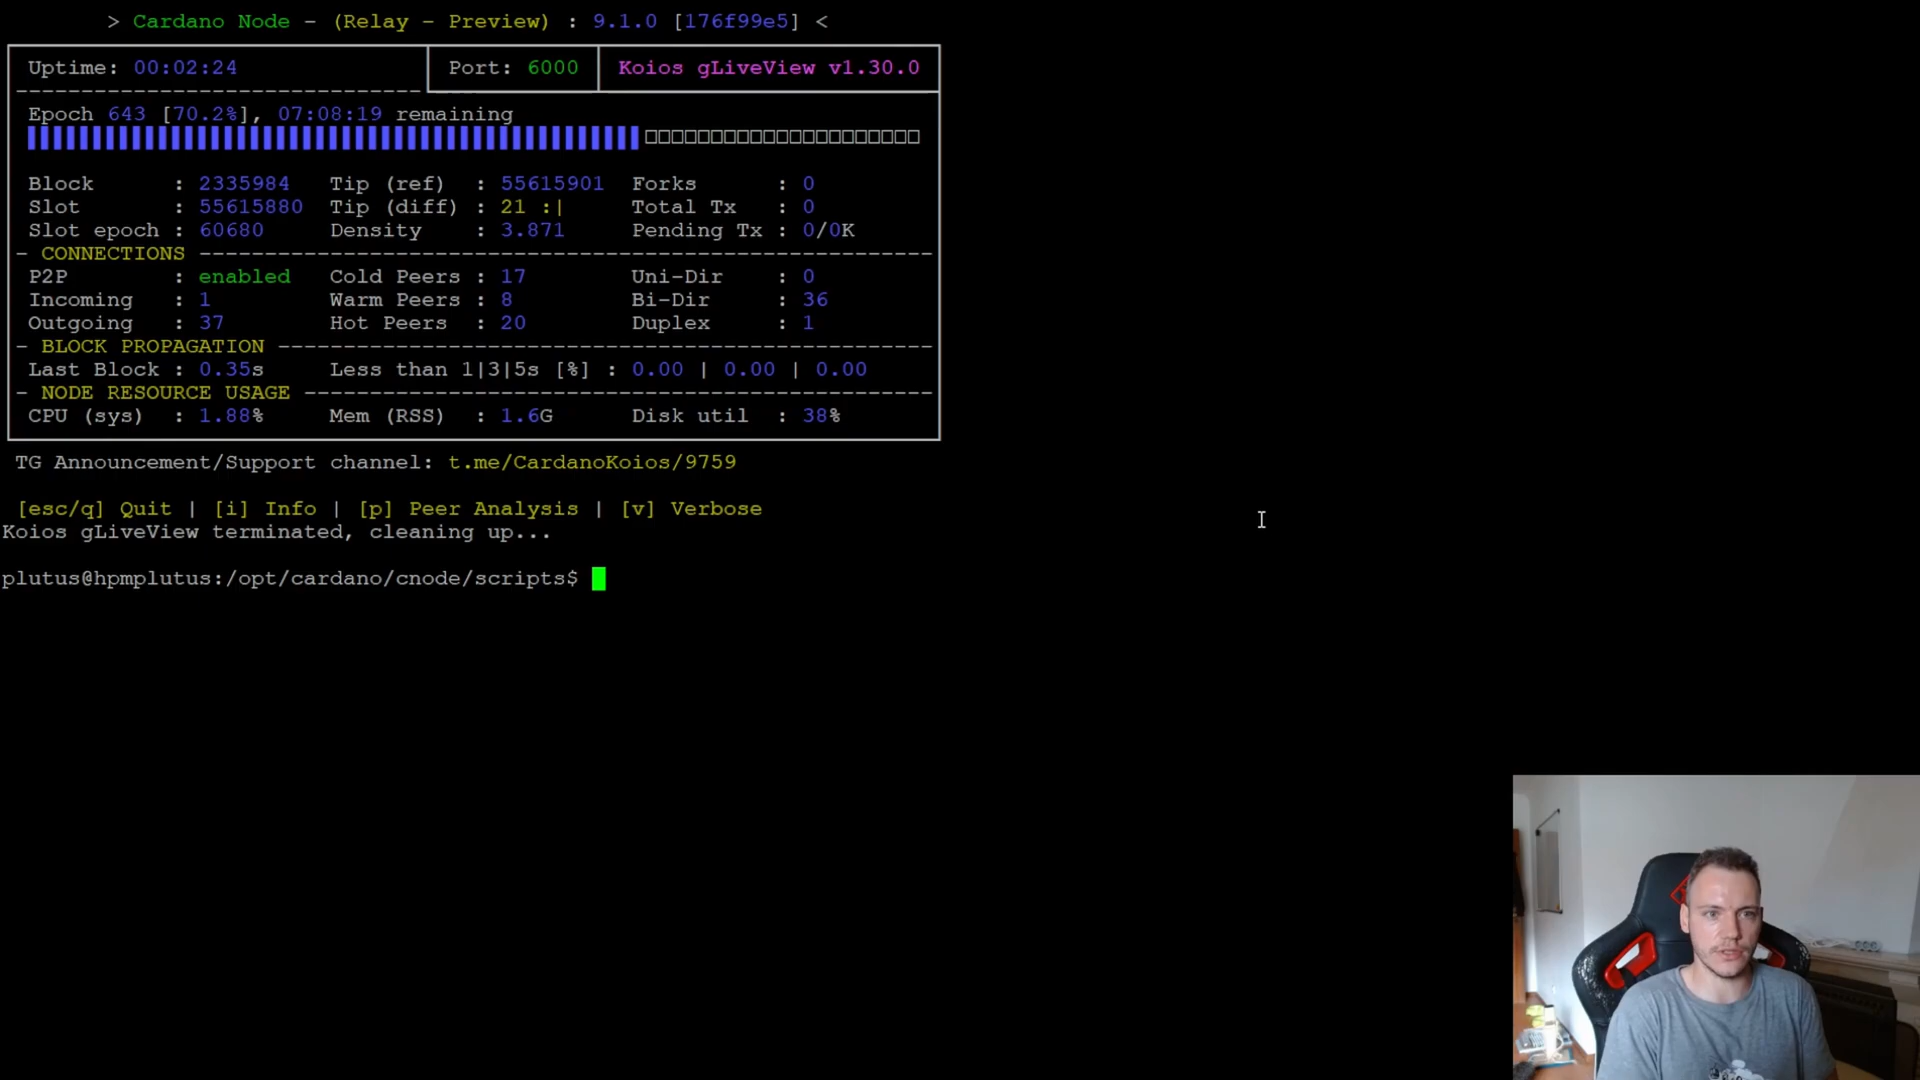 > Cardano Node - (Relay - Preview) : 9.1.0 [176f99e5] <
Uptime: 00:02:24 Port: 6000 Koios gLiveView v1.30.0
Epoch 643 [70.2%], 07:08:19 remaining
Block : 2335984 Tip (ref) : 55615901 Forks : 0
Slot : 55615880 Tip (diff) : 21 :| Total Tx : 0
Slot epoch : 60680 Density : 3.871 Pending Tx : 0/0K
- CONNECTIONS
P2P : enabled Cold Peers : 17 Uni-Dir : 0
Incoming : 1 Warm Peers : 8 Bi-Dir : 36
Outgoing : 37 Hot Peers : 20 Duplex : 1
- BLOCK PROPAGATION
Last Block : 0.35s Less than 1|3|5s [%] : 0.00 | 0.00 | 0.00
- NODE RESOURCE USAGE
CPU (sys) : 1.88% Mem (RSS) : 1.6G Disk util : 38%
TG Announcement/Support channel: t.me/CardanoKoios/9759
[esc/q] Quit | [i] Info | [p] Peer Analysis | [v] Verbose
Koios gLiveView terminated, cleaning up...
plutus@hpmplutus:/opt/cardano/cnode/scripts$